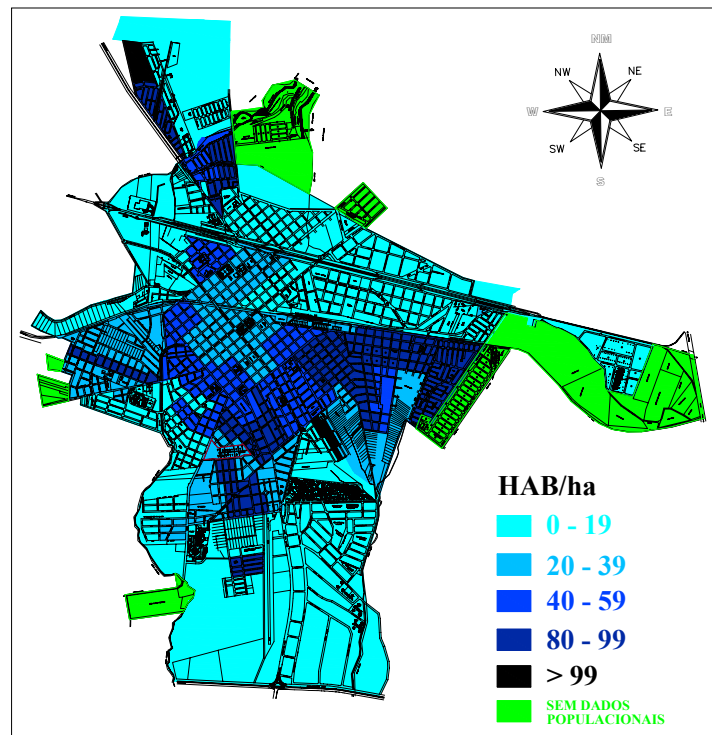 NM
NW
NE
W
E
SW
SE
S
HAB/ha
0 - 19
20 - 39
40 - 59
80 - 99
> 99
SEM DADOS
POPULACIONAIS